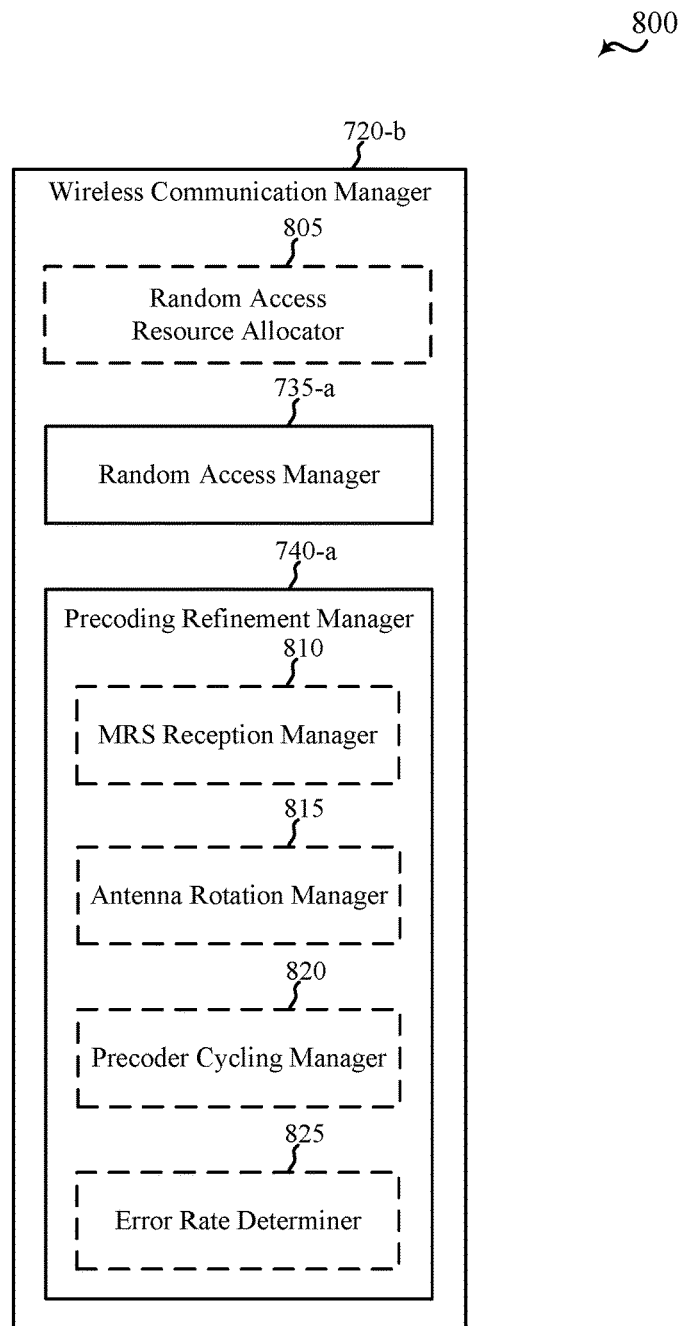 800
720-b
Wireless Communication Manager
805
Random Access
Resource Allocator
735-a
Random Access Manager
740-a
Precoding Refinement Manager
810
MRS Reception Manager
815
Antenna Rotation Manager
820
Precoder Cycling Manager
825
Error Rate Determiner